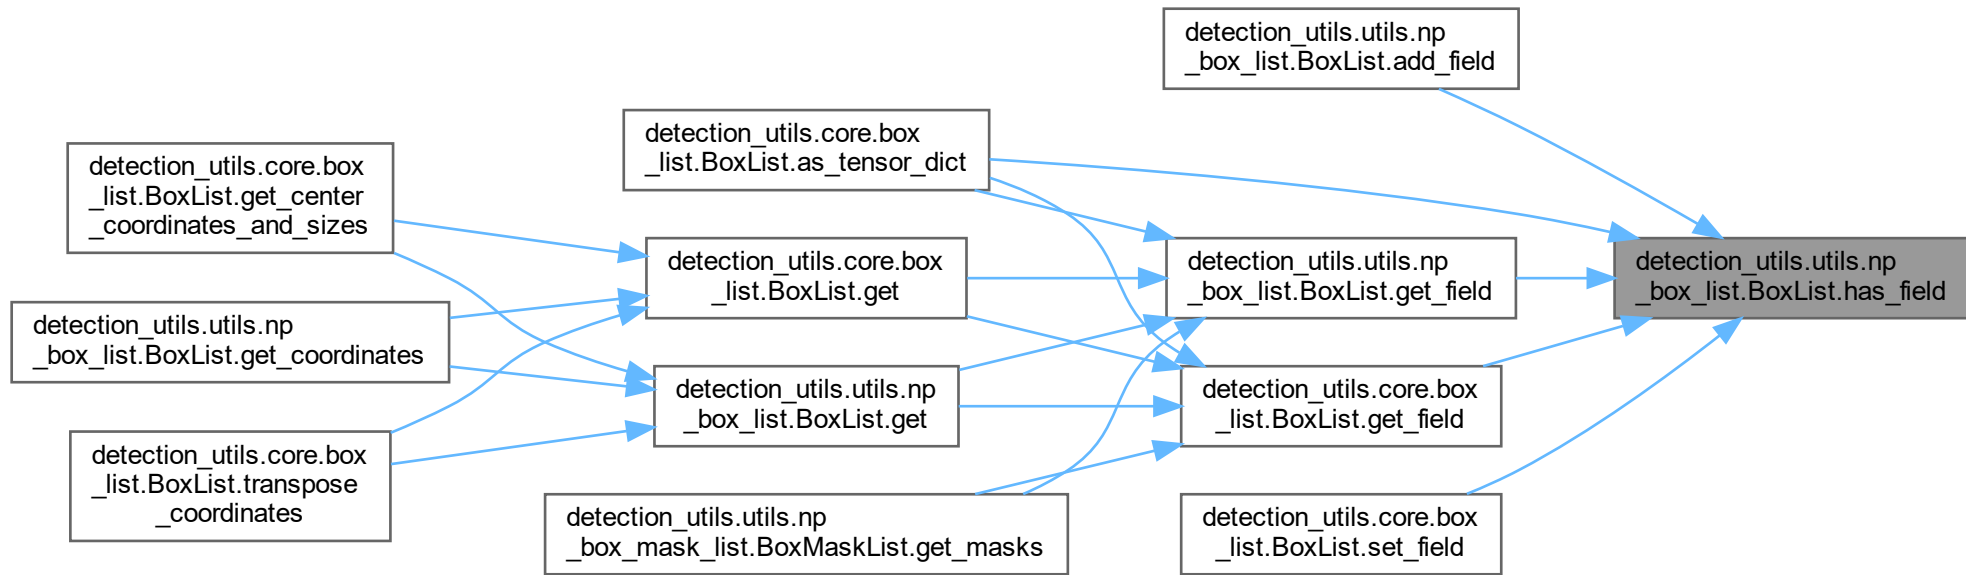 detection_utils.utils.np
_box_list.BoxList.add_field
detection_utils.core.box
_list.BoxList.as_tensor_dict
detection_utils.core.box
_list.BoxList.get_center
_coordinates_and_sizes
detection_utils.core.box
_list.BoxList.get
detection_utils.utils.np
_box_list.BoxList.get_field
detection_utils.utils.np
_box_list.BoxList.has_field
detection_utils.utils.np
_box_list.BoxList.get_coordinates
detection_utils.utils.np
_box_list.BoxList.get
detection_utils.core.box
_list.BoxList.get_field
detection_utils.core.box
_list.BoxList.transpose
_coordinates
detection_utils.utils.np
_box_mask_list.BoxMaskList.get_masks
detection_utils.core.box
_list.BoxList.set_field